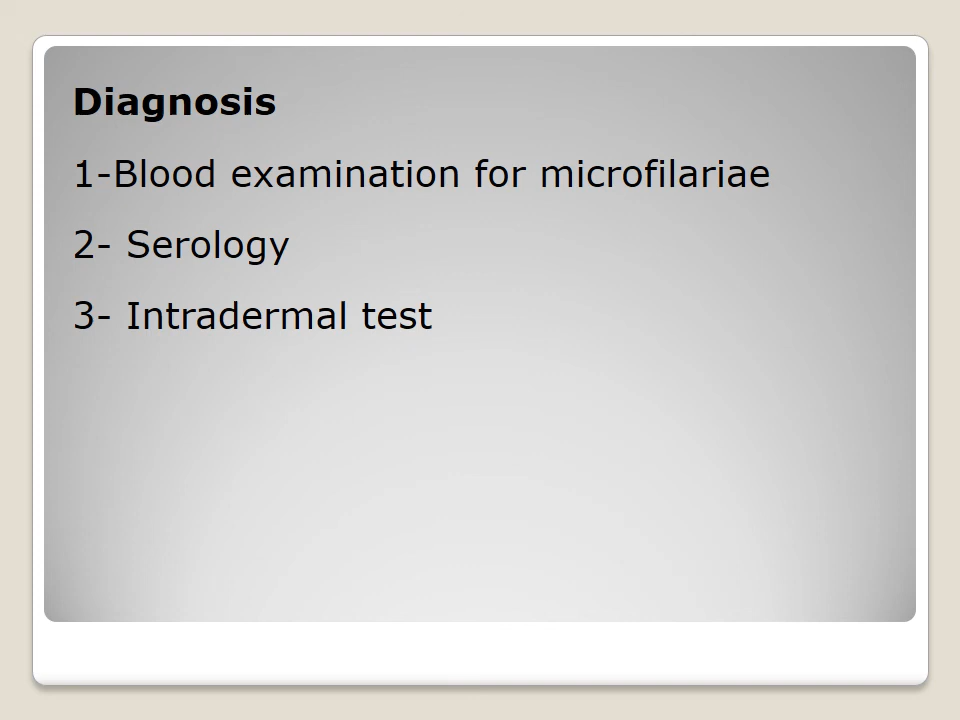 Diagnosis
1-Blood examination for microfilariae
2- Serology
3- Intradermal test